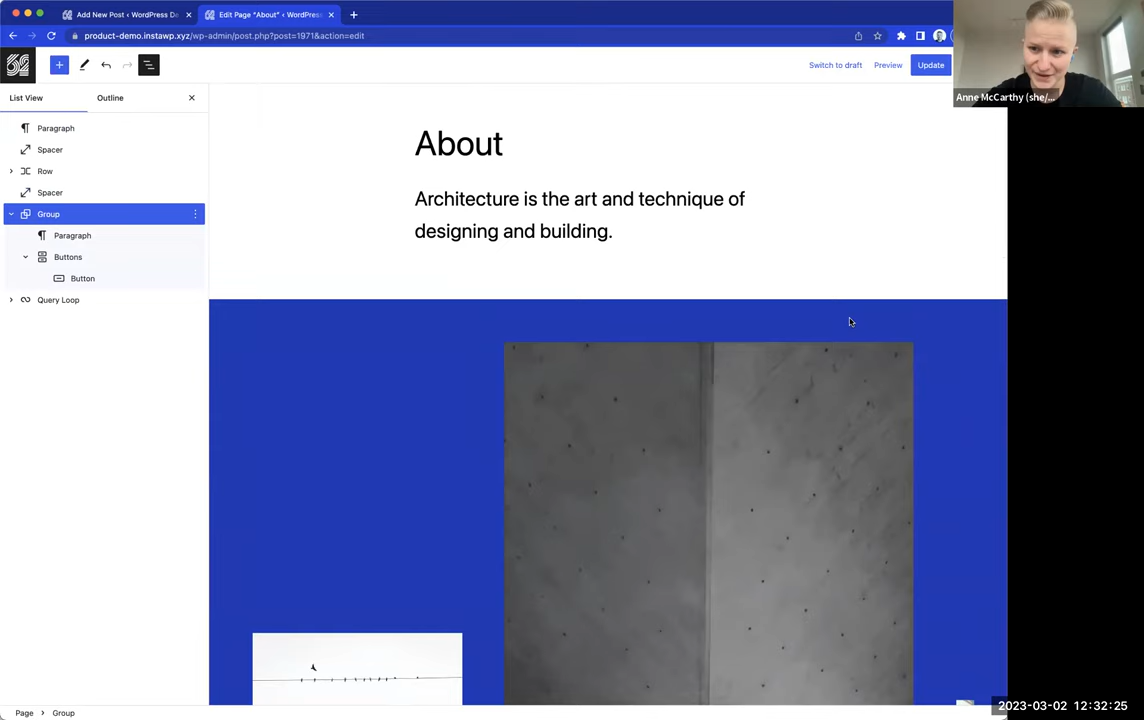 Add New Post ‹ WordPress De
Edit Page "About" ‹ WordPress
product-demo.instawp.xyz/wp-admin/post.php?post=1971&action=edit
Switch to draft
Preview
Update
Anne McCarthy (she/...
List View
Outline
Paragraph
Spacer
Row
Spacer
Group
Paragraph
Buttons
Button
Query Loop
About
Architecture is the art and technique of
designing and building.
Page
Group
2023-03-02 12:32:25